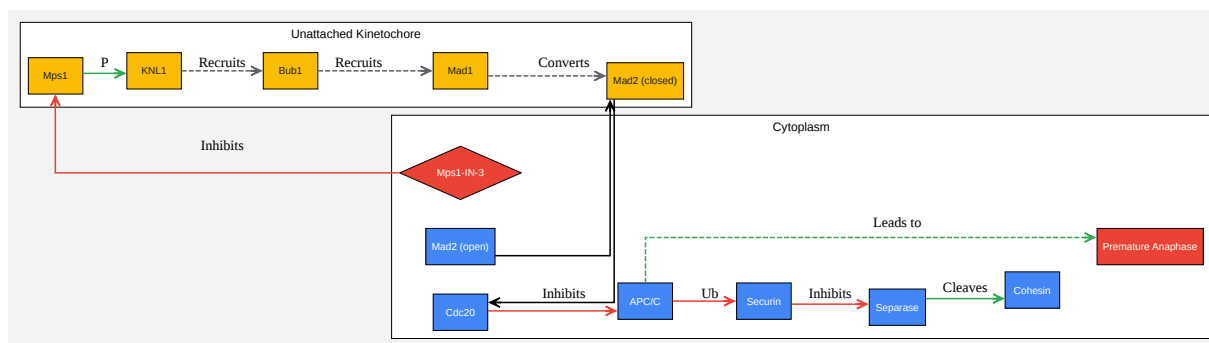 Unattached Kinetochore
Mps1
P
KNL1
Recruits
Bub1
Recruits
Mad1
Converts
Mad2 (closed)
Cytoplasm
Inhibits
Mps1-IN-3
Mad2 (open)
Leads to
Premature Anaphase
Cdc20
Inhibits
APC/C
Ub
Securin
Inhibits
Separase
Cleaves
Cohesin